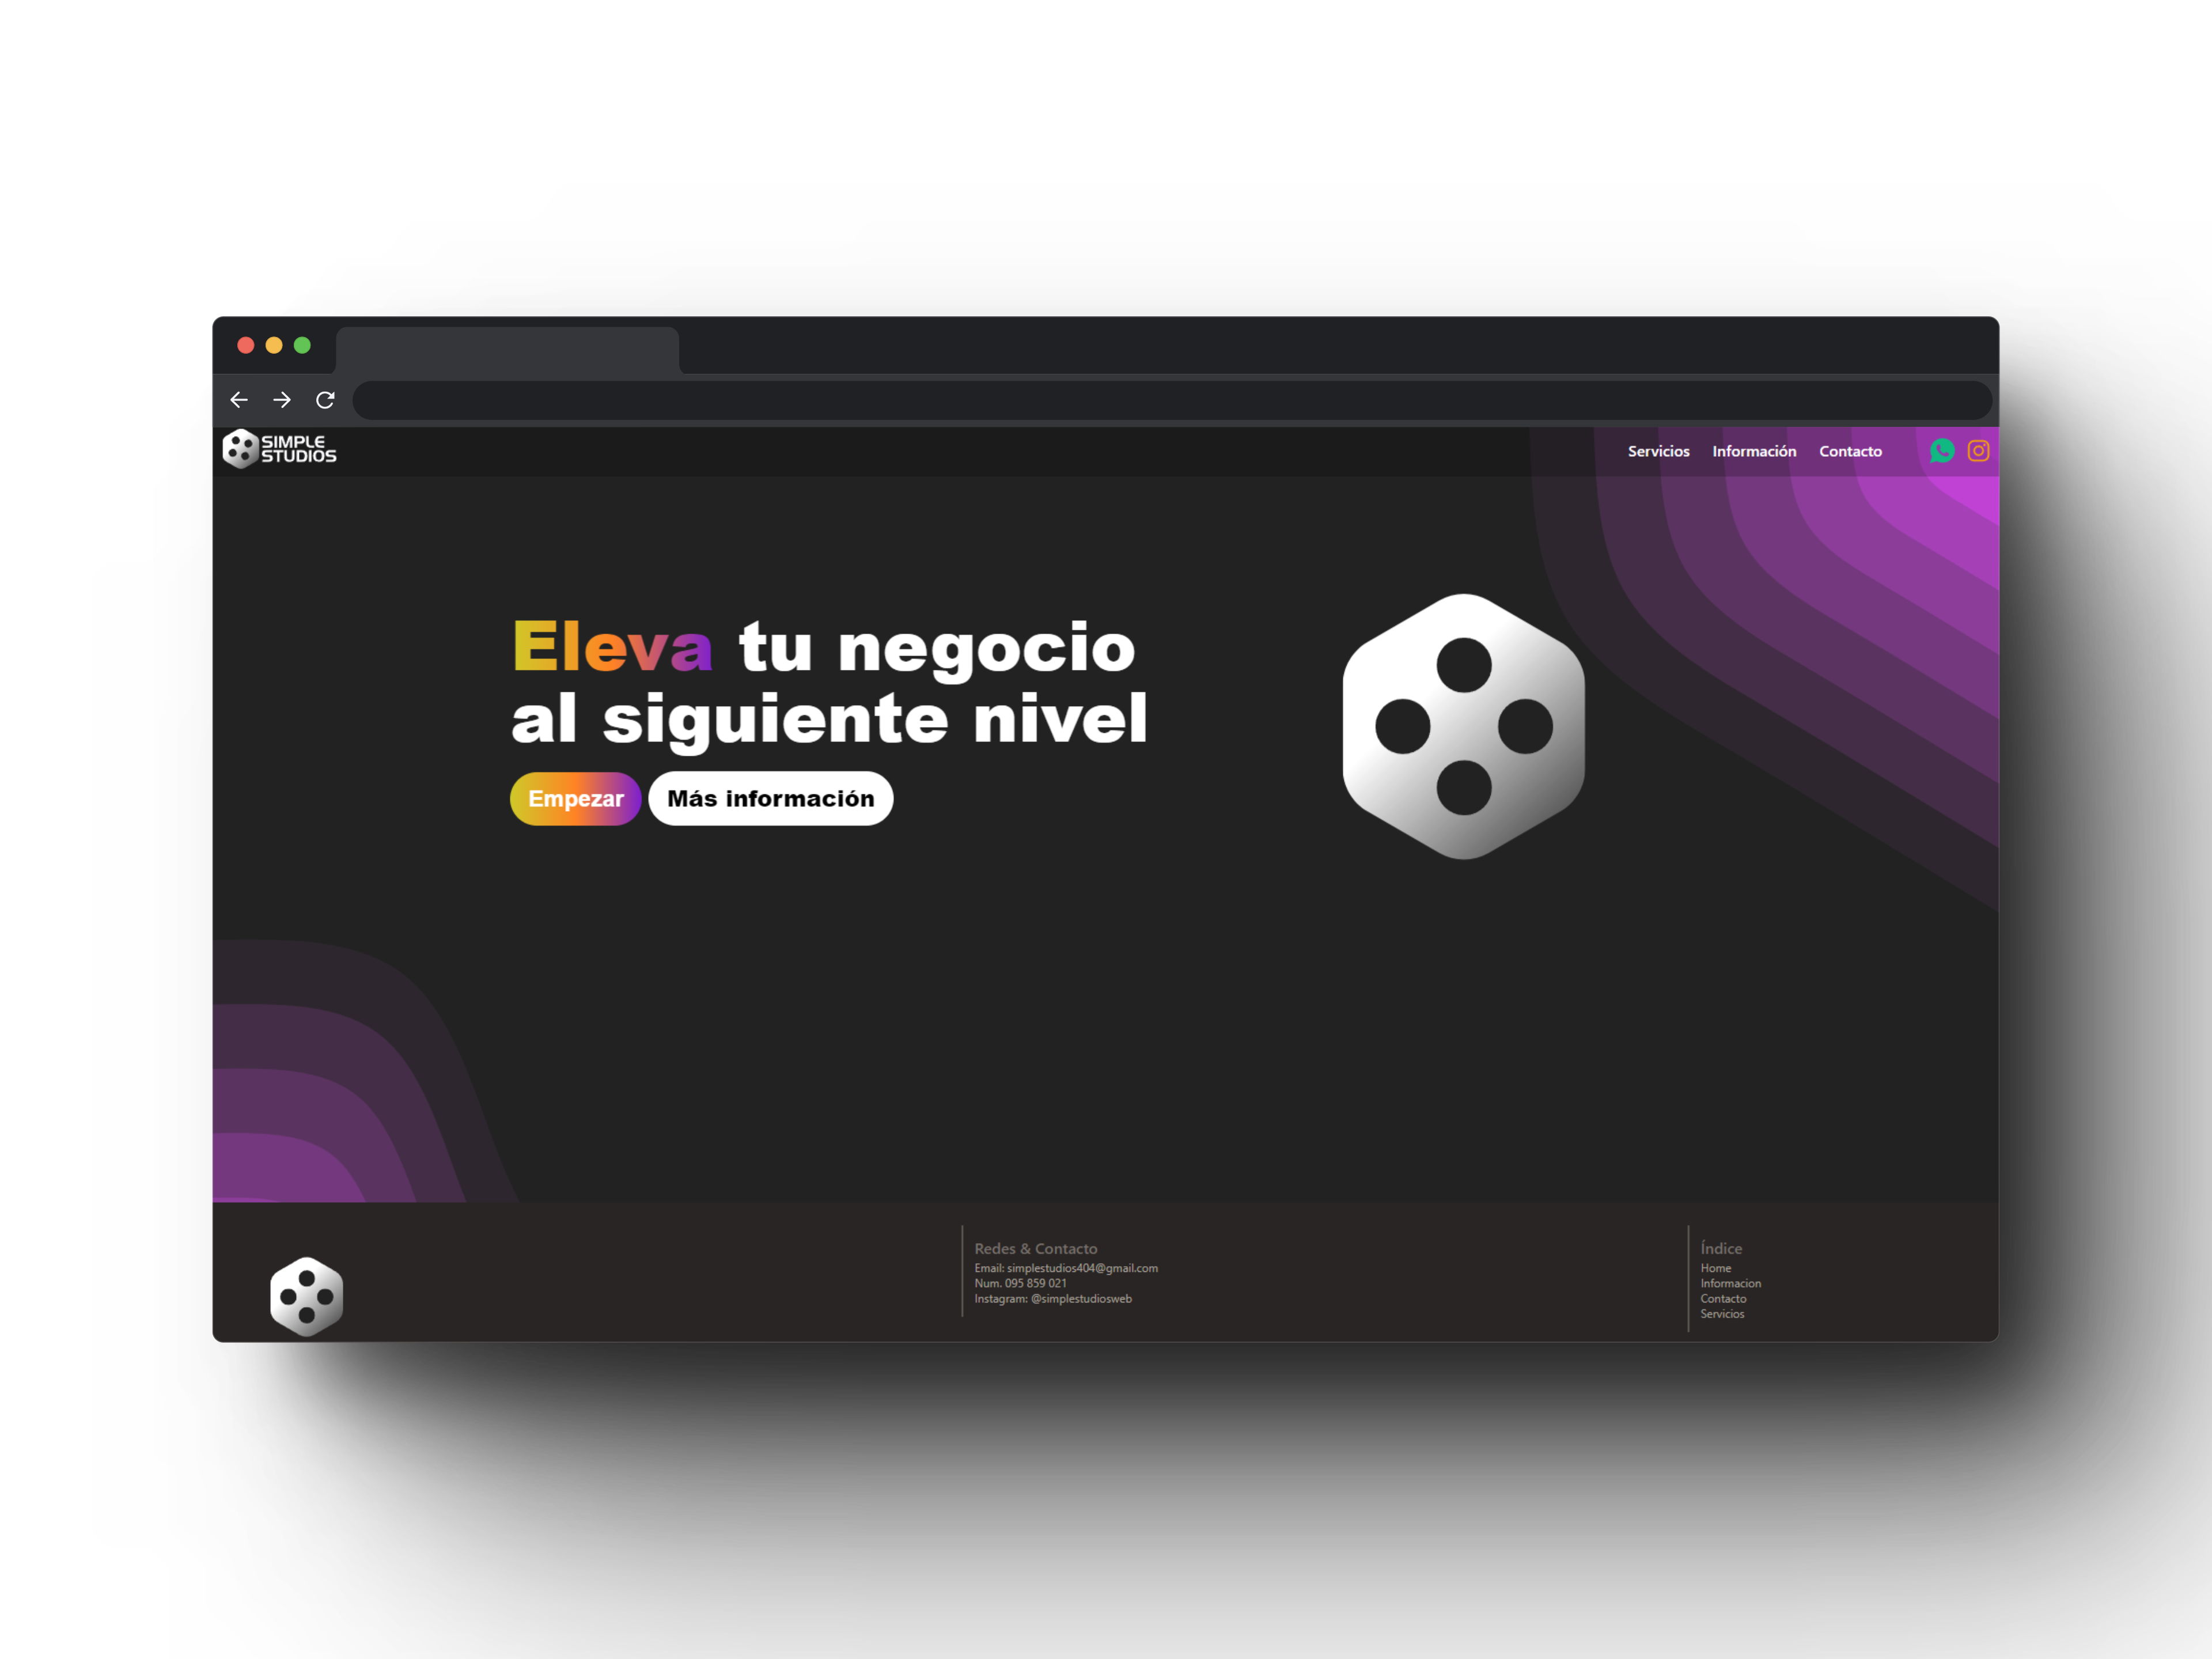 SIMPLE
STUDIOS
Servicios Información Contacto
Eleva tu negocio
al siguiente nivel
Empezar Más información
Redes & Contacto
Email: simplestudios404@gmail.com
Num. 095 859 021
Instagram: @simplestudiosweb
Índice
Home
Informacion
Contacto
Servicios